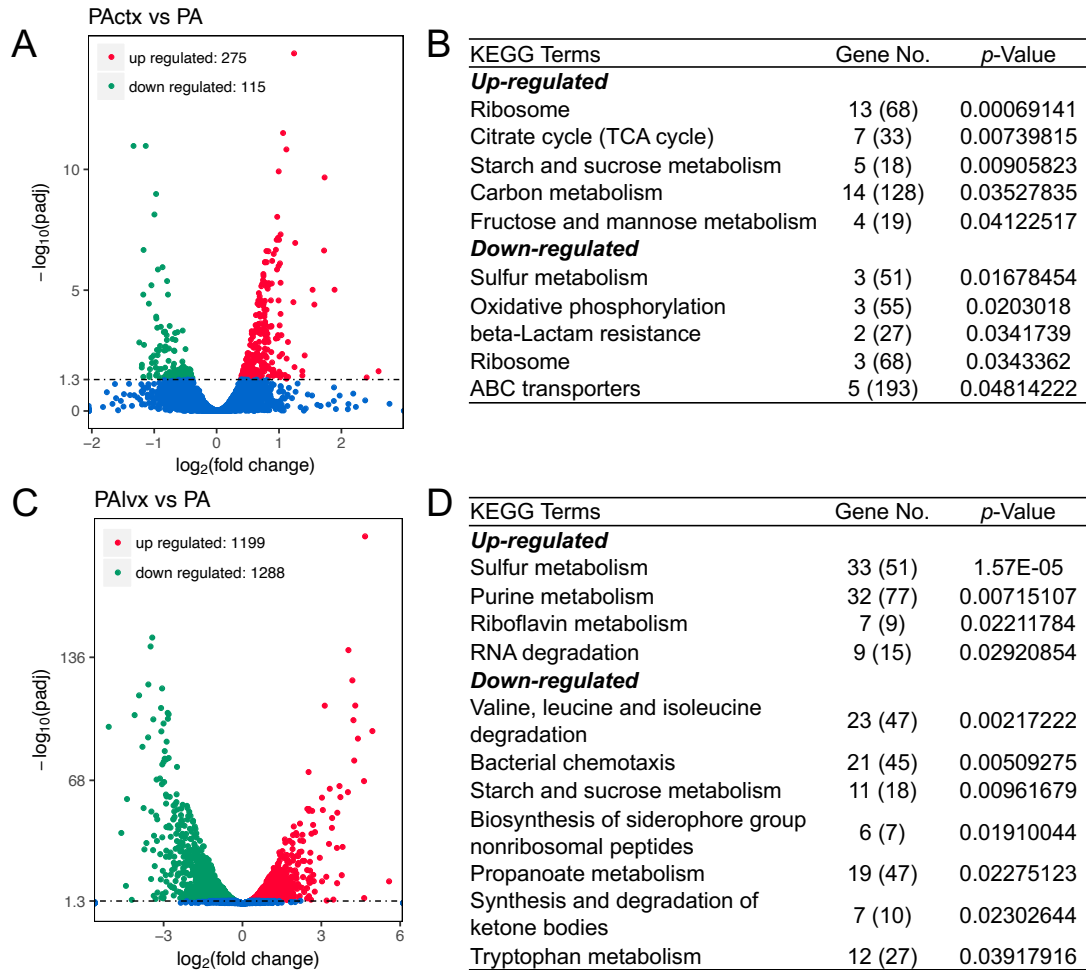 PActx vs PA
A
up regulated: 275
down regulated: 115
− log10(padj)
10
5
1.3
0
−2 −1 0 1 2
log2(fold change)
B
KEGG Terms Gene No. p-Value
Up-regulated
Ribosome 13 (68) 0.00069141
Citrate cycle (TCA cycle) 7 (33) 0.00739815
Starch and sucrose metabolism 5 (18) 0.00905823
Carbon metabolism 14 (128) 0.03527835
Fructose and mannose metabolism 4 (19) 0.04122517
Down-regulated
Sulfur metabolism 3 (51) 0.01678454
Oxidative phosphorylation 3 (55) 0.0203018
beta-Lactam resistance 2 (27) 0.0341739
Ribosome 3 (68) 0.0343362
ABC transporters 5 (193) 0.04814222
C
PAlvx vs PA
up regulated: 1199
down regulated: 1288
− log10(padj)
136
68
1.3
−3 0 3 6
log2(fold change)
D
KEGG Terms Gene No. p-Value
Up-regulated
Sulfur metabolism 33 (51) 1.57E-05
Purine metabolism 32 (77) 0.00715107
Riboflavin metabolism 7 (9) 0.02211784
RNA degradation 9 (15) 0.02920854
Down-regulated
Valine, leucine and isoleucine
degradation 23 (47) 0.00217222
Bacterial chemotaxis 21 (45) 0.00509275
Starch and sucrose metabolism 11 (18) 0.00961679
Biosynthesis of siderophore group
nonribosomal peptides 6 (7) 0.01910044
Propanoate metabolism 19 (47) 0.02275123
Synthesis and degradation of
ketone bodies 7 (10) 0.02302644
Tryptophan metabolism 12 (27) 0.03917916